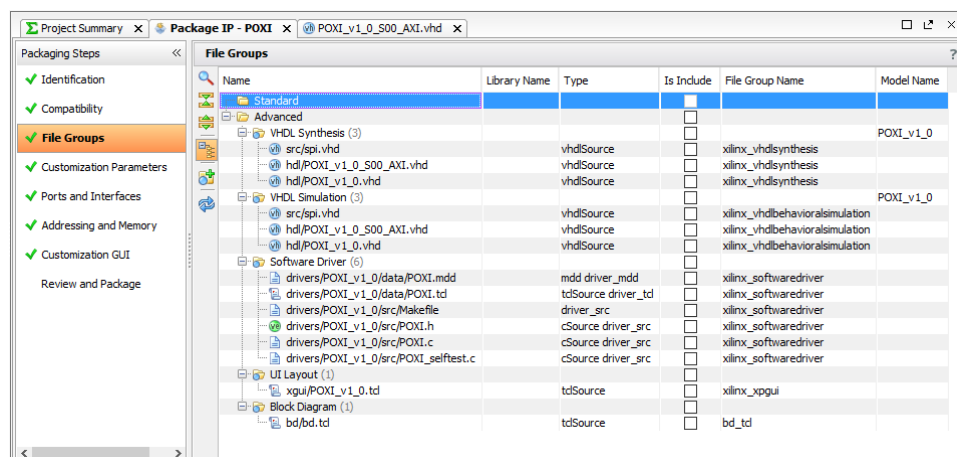 Project Summary × Package IP - POXI × POXI_v1_0_S00_AXI.vhd ×
Packaging Steps «
Identification
Compatibility
File Groups
Customization Parameters
Ports and Interfaces
Addressing and Memory
Customization GUI
Review and Package
File Groups ?
Name Library Name Type Is Include File Group Name Model Name
Standard
Advanced
VHDL Synthesis (3) POXI_v1_0
src/spi.vhd vhdlSource xilinx_vhdlsynthesis
hdl/POXI_v1_0_S00_AXI.vhd vhdlSource xilinx_vhdlsynthesis
hdl/POXI_v1_0.vhd vhdlSource xilinx_vhdlsynthesis
VHDL Simulation (3) POXI_v1_0
src/spi.vhd vhdlSource xilinx_vhdlbehavioralsimulation
hdl/POXI_v1_0_S00_AXI.vhd vhdlSource xilinx_vhdlbehavioralsimulation
hdl/POXI_v1_0.vhd vhdlSource xilinx_vhdlbehavioralsimulation
Software Driver (6)
drivers/POXI_v1_0/data/POXI.mdd mdd driver_mdd xilinx_softwaredriver
drivers/POXI_v1_0/data/POXI.tcl tclSource driver_tcl xilinx_softwaredriver
drivers/POXI_v1_0/src/Makefile driver_src xilinx_softwaredriver
drivers/POXI_v1_0/src/POXI.h cSource driver_src xilinx_softwaredriver
drivers/POXI_v1_0/src/POXI.c cSource driver_src xilinx_softwaredriver
drivers/POXI_v1_0/src/POXI_selftest.c cSource driver_src xilinx_softwaredriver
UI Layout (1)
xgui/POXI_v1_0.tcl tclSource xilinx_xpgui
Block Diagram (1)
bd/bd.tcl tclSource bd_tcl